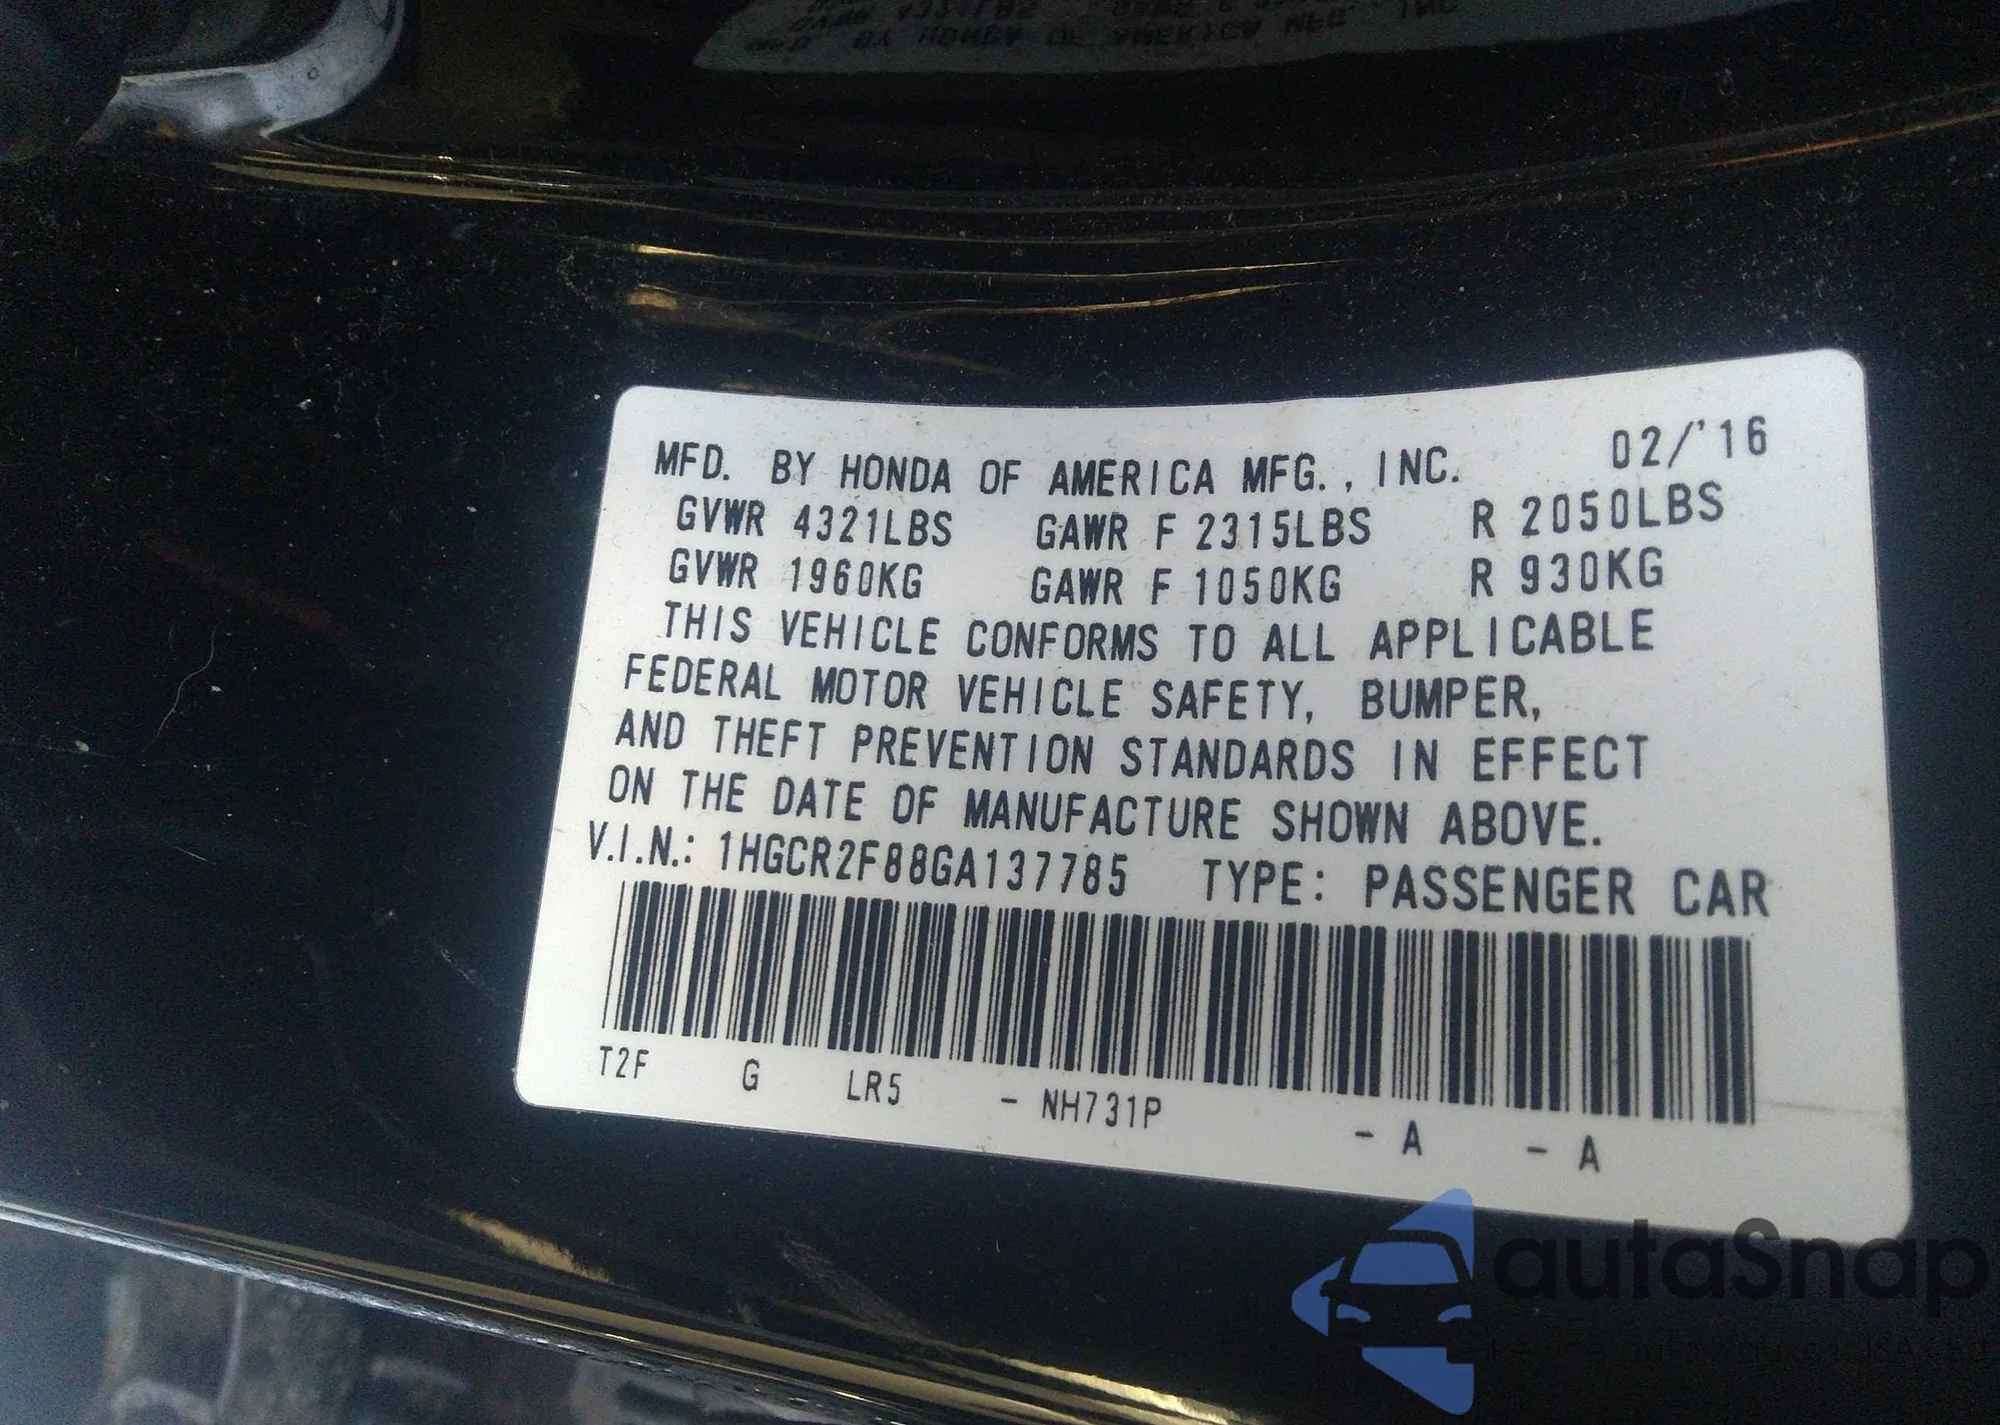 MFD. BY HONDA OF AMERICA MFG., INC. 02/'16
GVWR 4321LBS GAWR F 2315LBS R 2050LBS
GVWR 1960KG GAWR F 1050KG R 930KG
THIS VEHICLE CONFORMS TO ALL APPLICABLE
FEDERAL MOTOR VEHICLE SAFETY, BUMPER,
AND THEFT PREVENTION STANDARDS IN EFFECT
ON THE DATE OF MANUFACTURE SHOWN ABOVE.
V.I.N.: 1HGCR2F88GA137785 TYPE: PASSENGER CAR
T2F G LR5 - NH731P - A - A
autoSnap